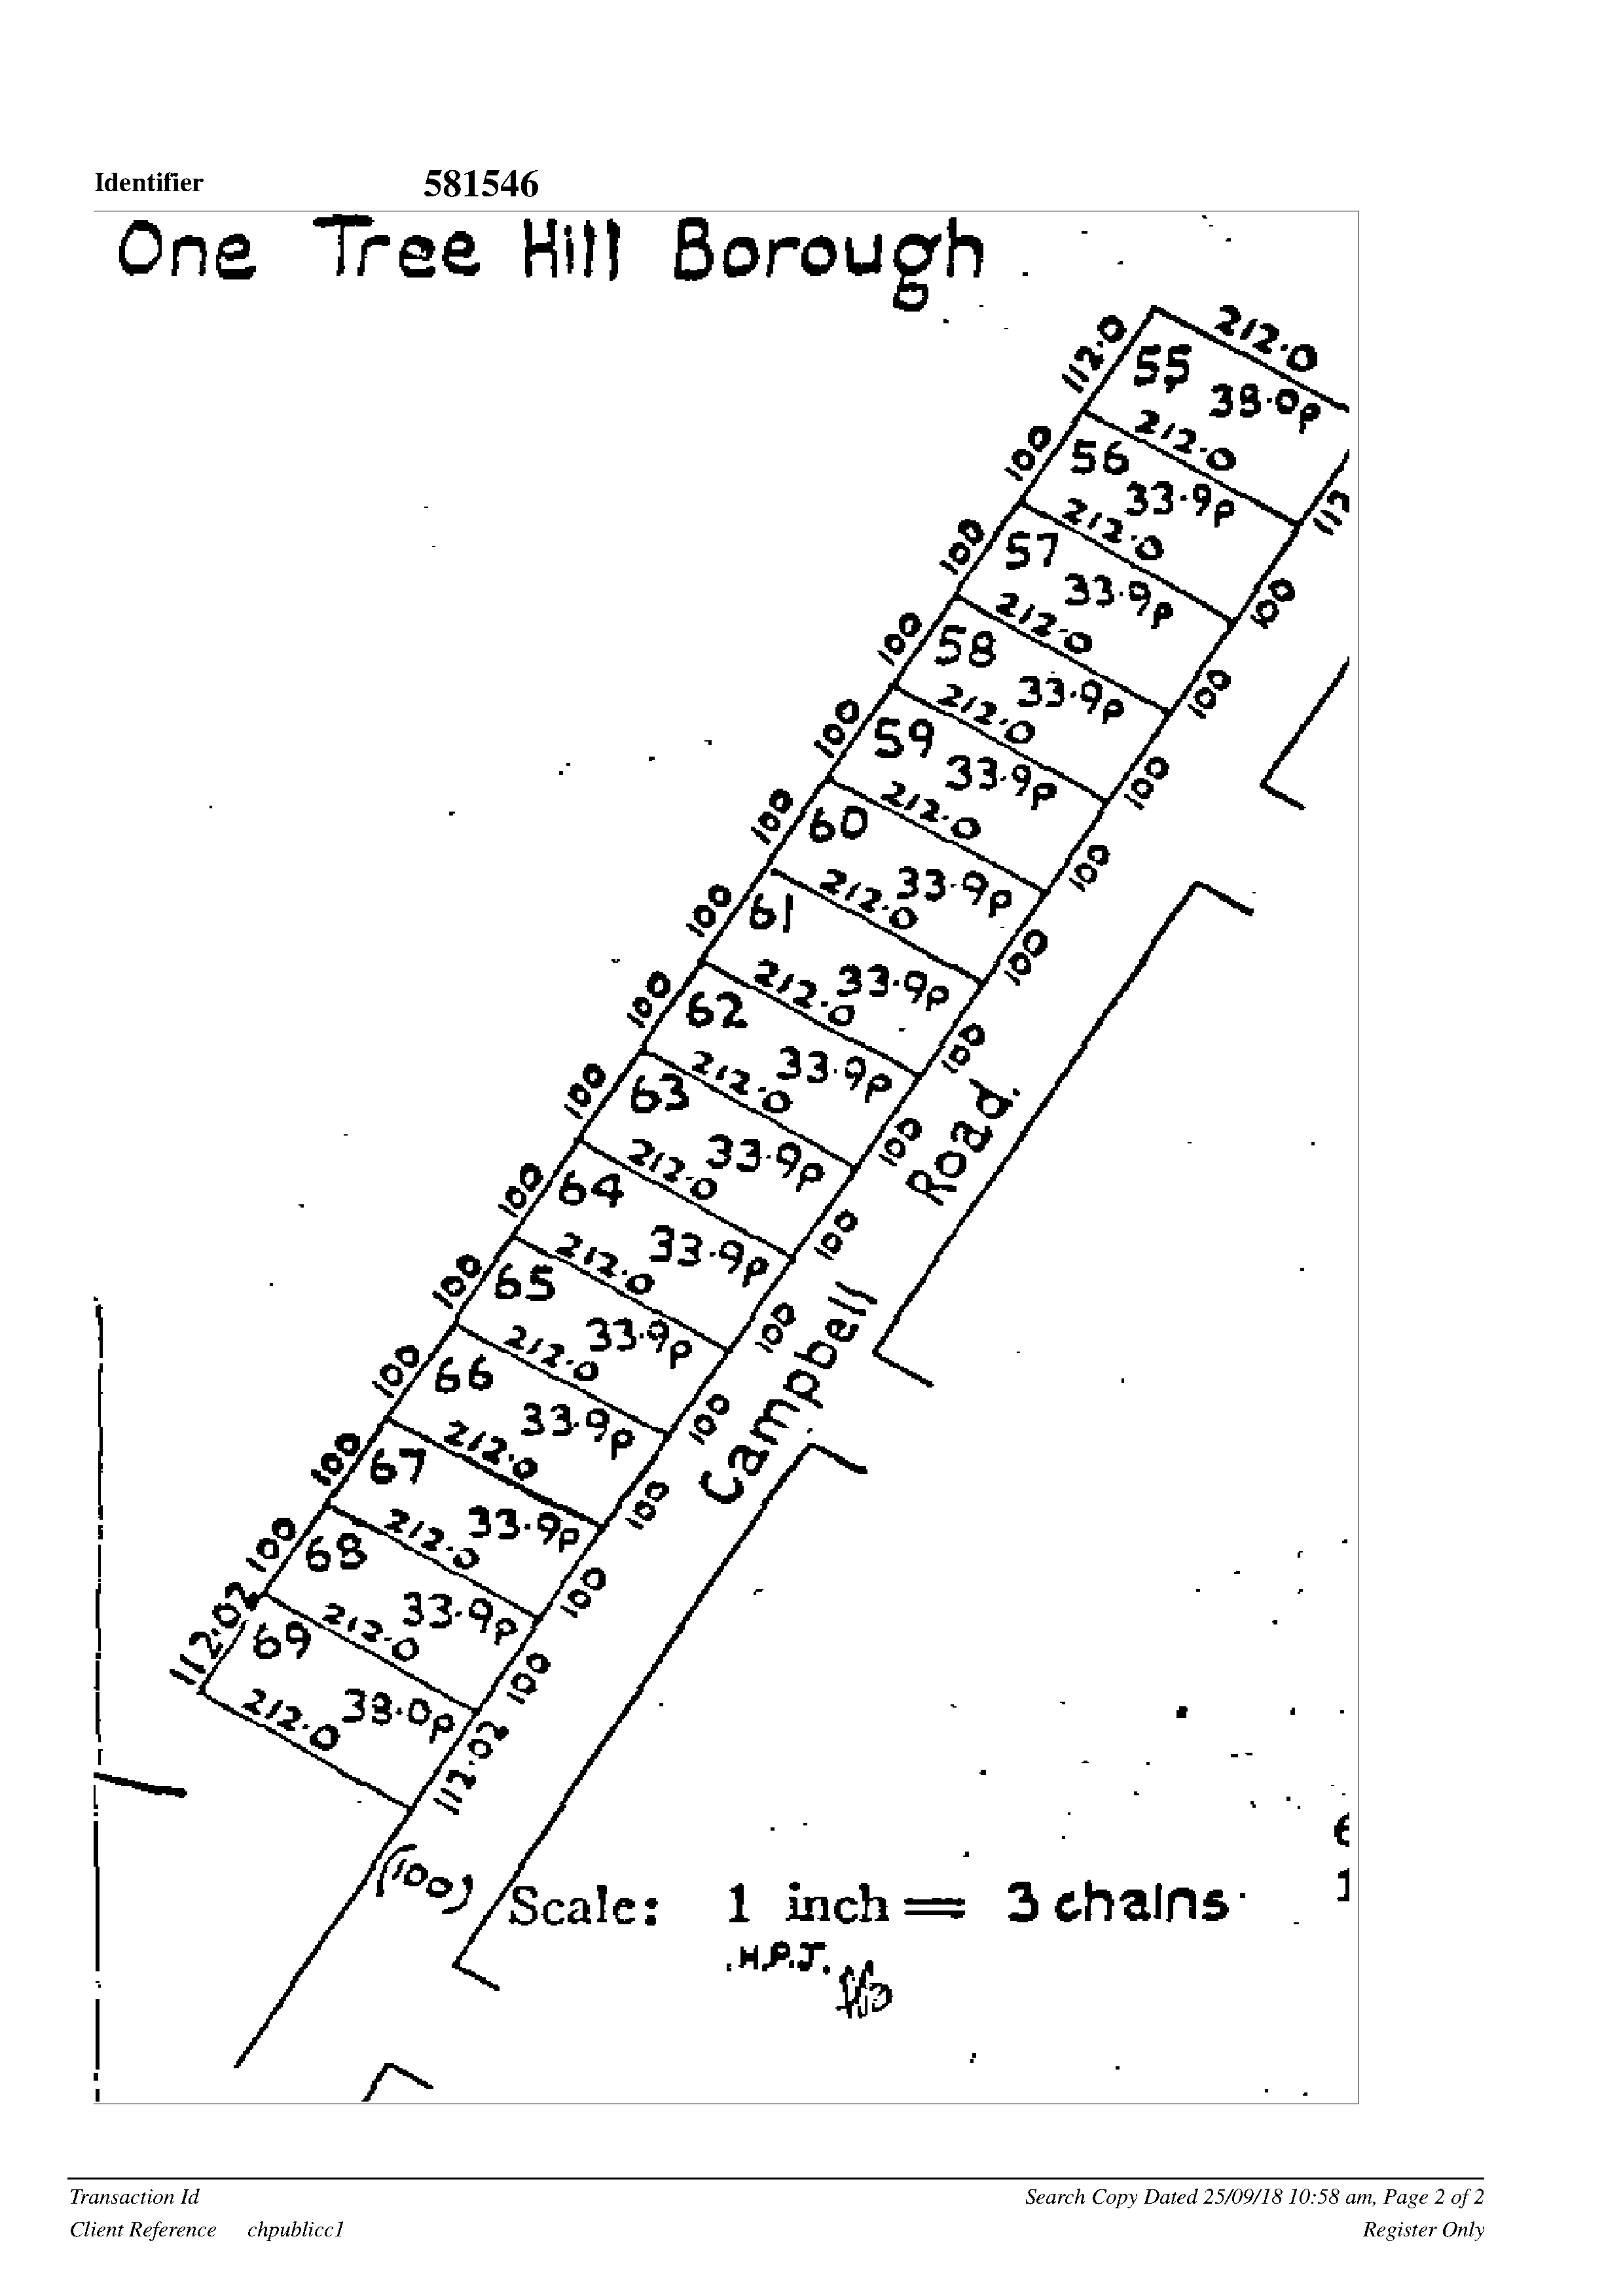 Identifier 581546
One Tree Hill Borough
212.0
112.0
55
38.0p
212.0
100
56
33.9p
112
212.0
100
57
33.9p
100
212.0
100
58
33.9p
100
212.0
100
59
33.9p
100
212.0
100
60
33.9p
100
212.0
100
61
33.9p
100
212.0
100
62
33.9p
100
212.0
100
63
33.9p
100
212.0
100
64
33.9p
100
212.0
100
65
33.9p
100
212.0
100
66
33.9p
100
212.0
100
67
33.9p
100
212.0
100
68
33.9p
100
212.0
112.02
69
38.0p
100
212.0
112.02
Campbell Road.
(100)
Scale: 1 inch = 3 chains.
H.P.J.
Transaction Id
Client Reference chpubliccl
Search Copy Dated 25/09/18 10:58 am, Page 2 of 2
Register Only